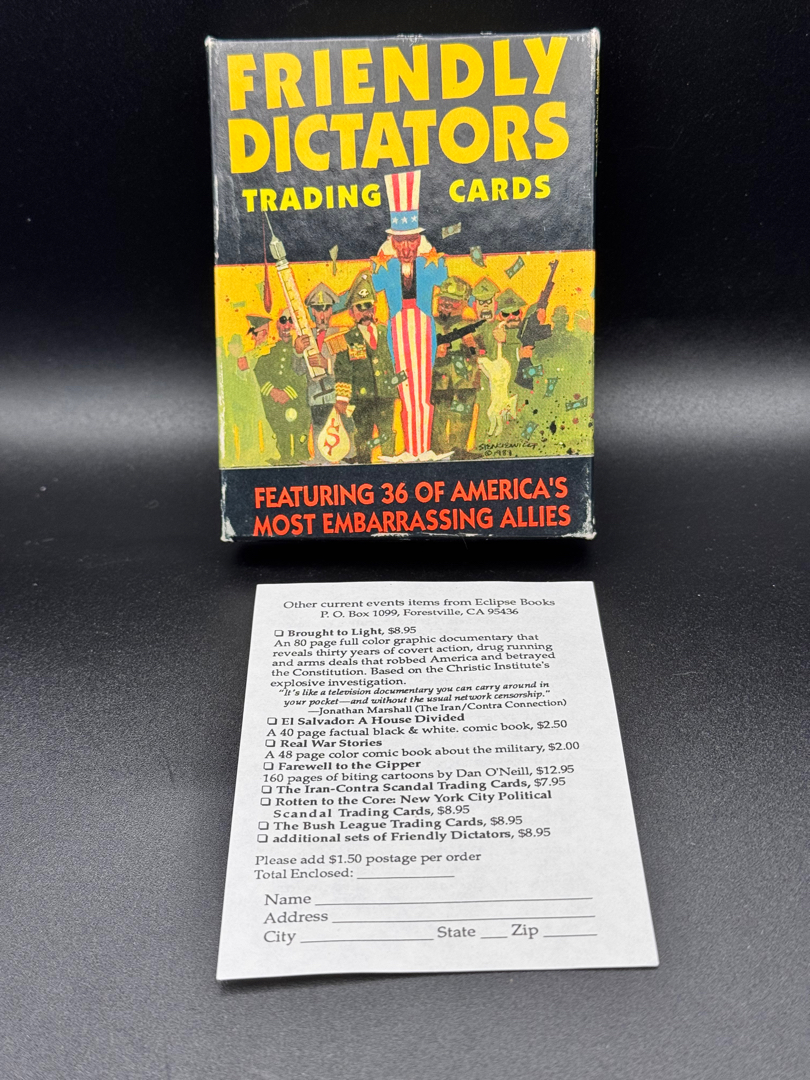 FRIENDLY
DICTATORS
TRADING CARDS
$
©1989
FEATURING 36 OF AMERICA'S
MOST EMBARRASSING ALLIES
Other current events items from Eclipse Books
P. O. Box 1099, Forestville, CA 95436
❏ Brought to Light, $8.95
An 80 page full color graphic documentary that
reveals thirty years of covert action, drug running
and arms deals that robbed America and betrayed
the Constitution. Based on the Christic Institute's
explosive investigation.
"It's like a television documentary you can carry around in
your pocket—and without the usual network censorship."
—Jonathan Marshall (The Iran/Contra Connection)
❏ El Salvador: A House Divided
A 40 page factual black & white. comic book, $2.50
❏ Real War Stories
A 48 page color comic book about the military, $2.00
❏ Farewell to the Gipper
160 pages of biting cartoons by Dan O'Neill, $12.95
❏ The Iran-Contra Scandal Trading Cards, $7.95
❏ Rotten to the Core: New York City Political
Scandal Trading Cards, $8.95
❏ The Bush League Trading Cards, $8.95
❏ additional sets of Friendly Dictators, $8.95
Please add $1.50 postage per order
Total Enclosed: ____________
Name ____________
Address ____________
City ____________ State ___ Zip ______